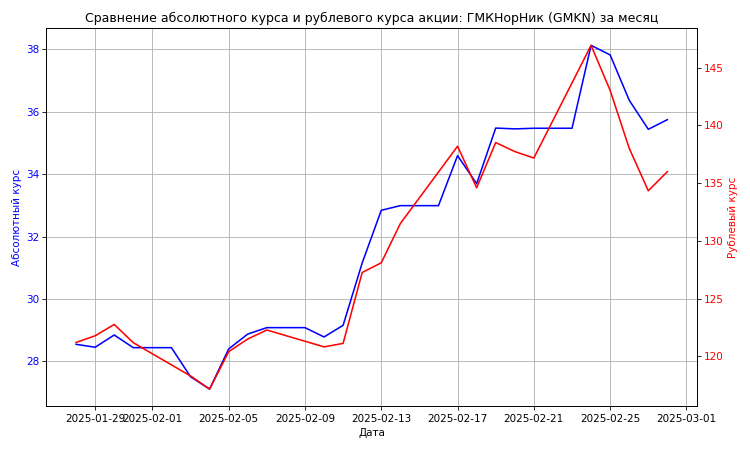 Сравнение абсолютного курса и рублевого курса акции: ГМКНорНик (GMKN) за месяц
38
36
34
32
30
28
Абсолютный курс
145
140
135
130
125
120
Рублевый курс
2025-01-29 2025-02-01 2025-02-05 2025-02-09 2025-02-13 2025-02-17 2025-02-21 2025-02-25 2025-03-01
Дата